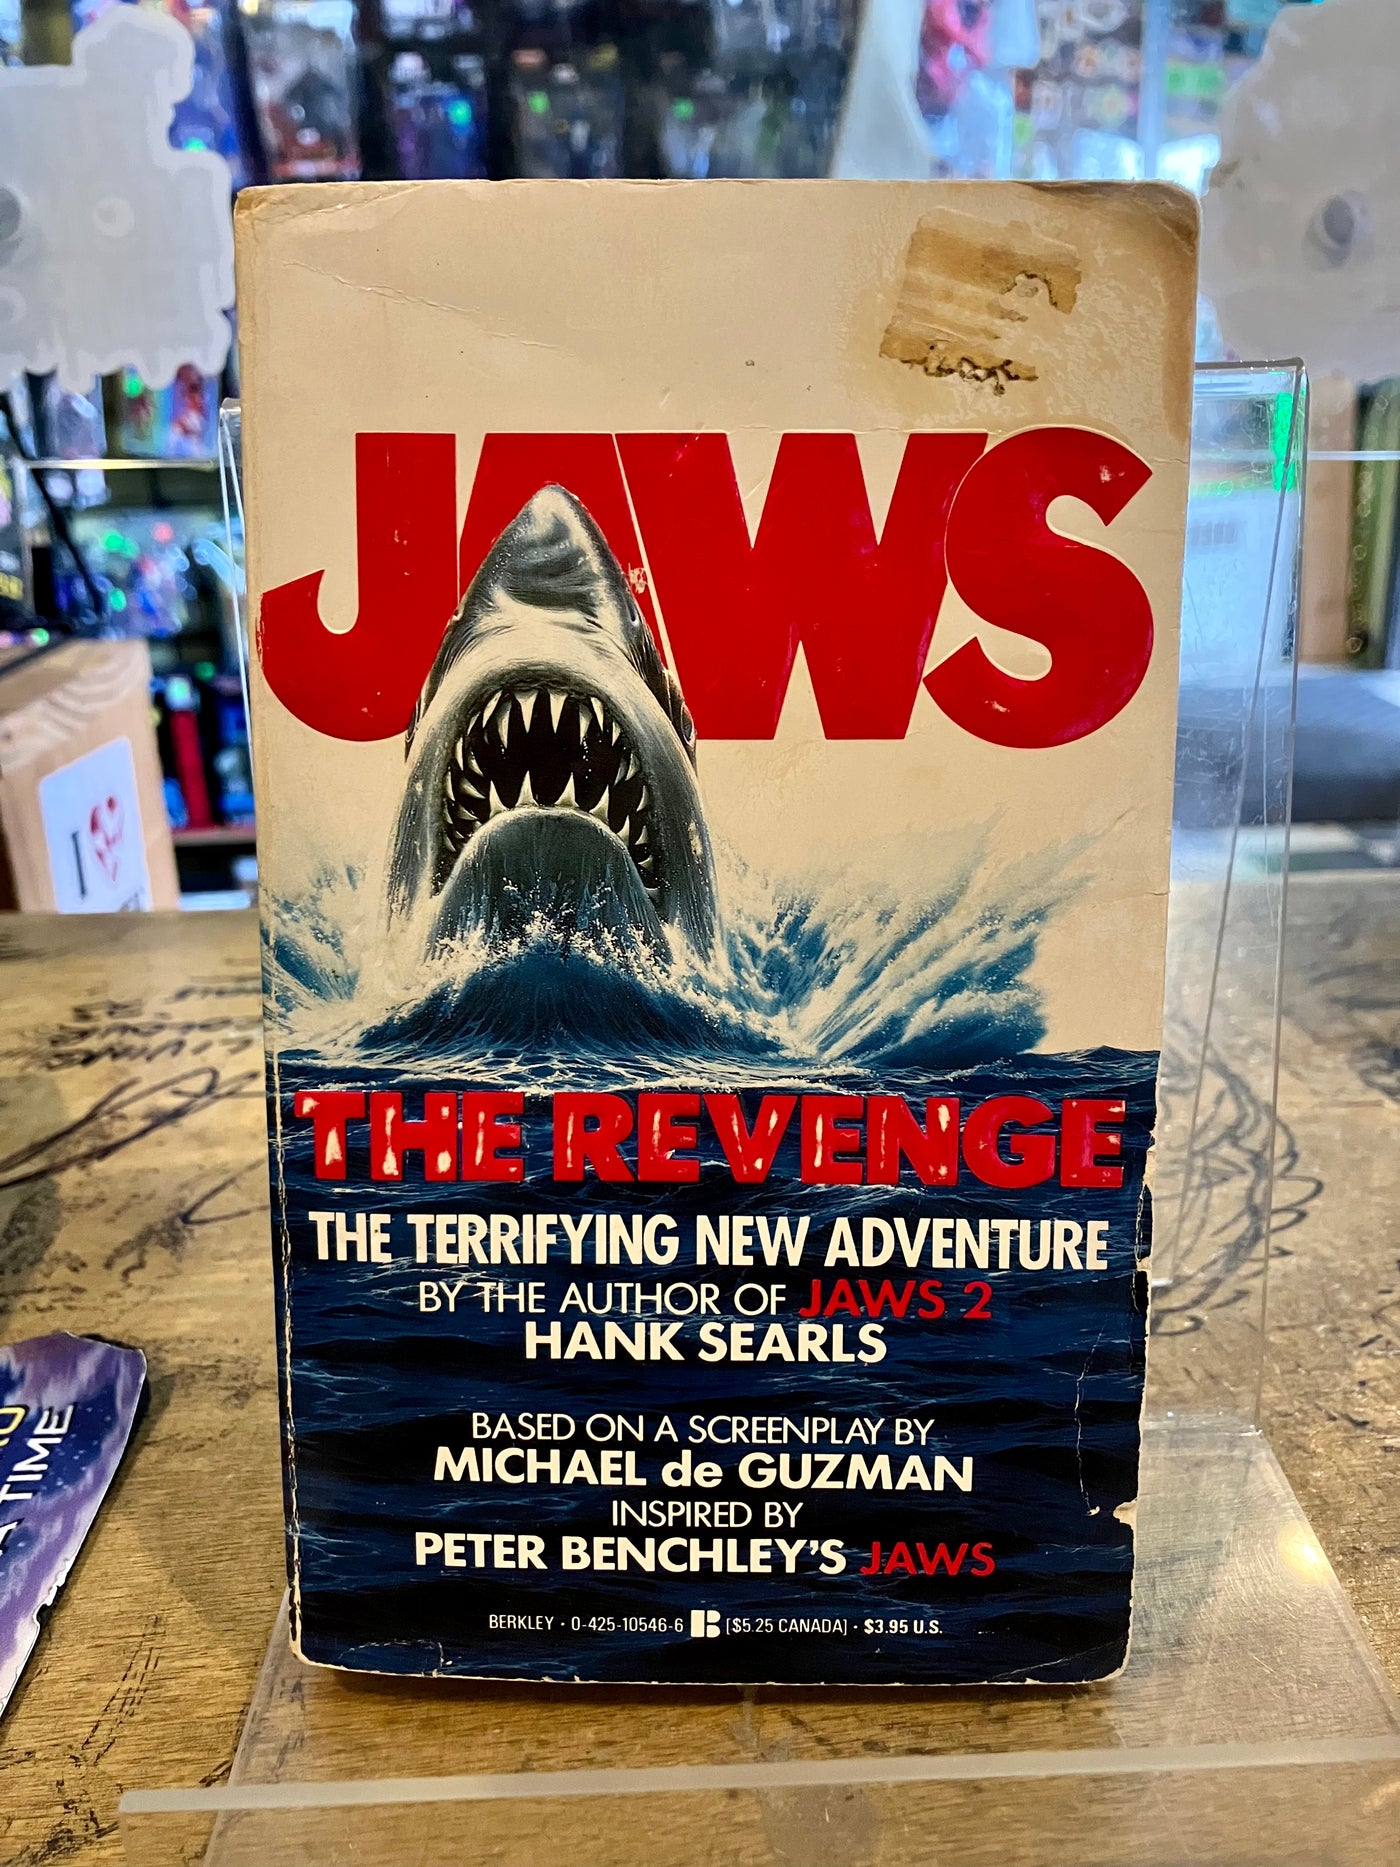 JAWS
THE REVENGE
THE TERRIFYING NEW ADVENTURE
BY THE AUTHOR OF JAWS 2
HANK SEARLS
BASED ON A SCREENPLAY BY
MICHAEL de GUZMAN
INSPIRED BY
PETER BENCHLEY'S JAWS
BERKLEY · 0-425-10546-6 [$5.25 CANADA] · $3.95 U.S.
I
TIME